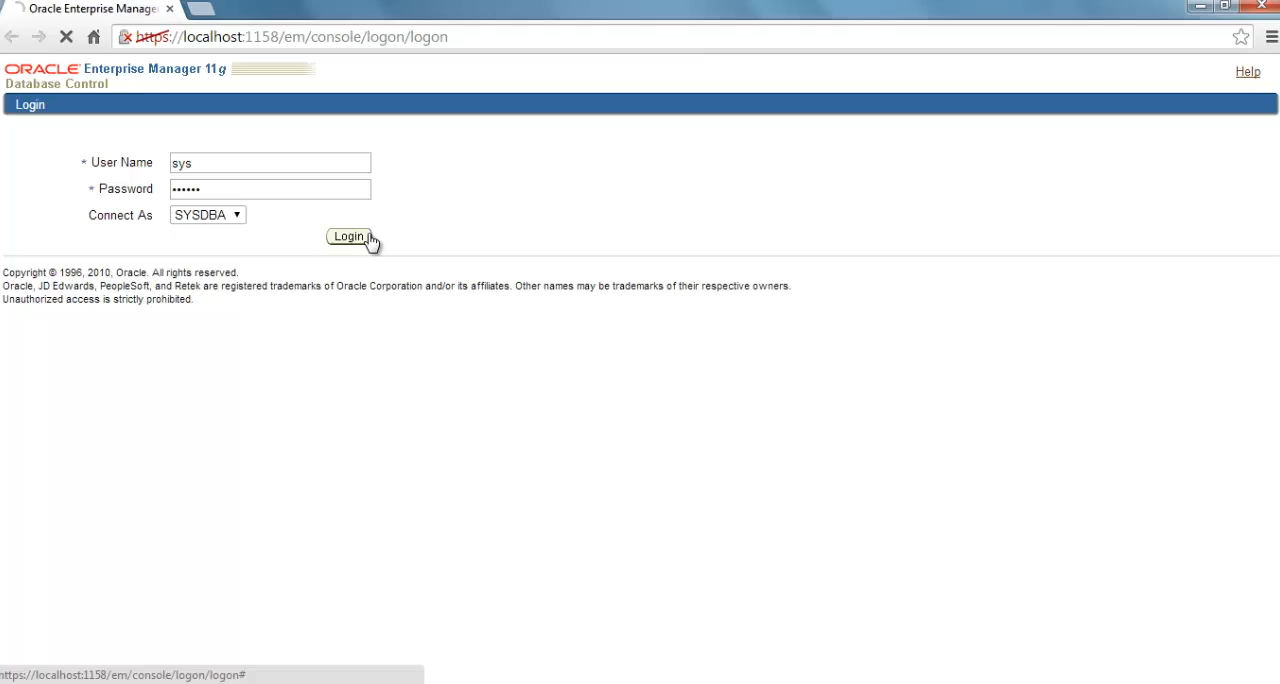 Oracle Enterprise Manage
https://localhost:1158/em/console/logon/logon
ORACLE Enterprise Manager 11g
Database Control
Help
Login
* User Name sys
* Password ••••••
Connect As SYSDBA
Login
Copyright © 1996, 2010, Oracle. All rights reserved.
Oracle, JD Edwards, PeopleSoft, and Retek are registered trademarks of Oracle Corporation and/or its affiliates. Other names may be trademarks of their respective owners.
Unauthorized access is strictly prohibited.
https://localhost:1158/em/console/logon/logon#